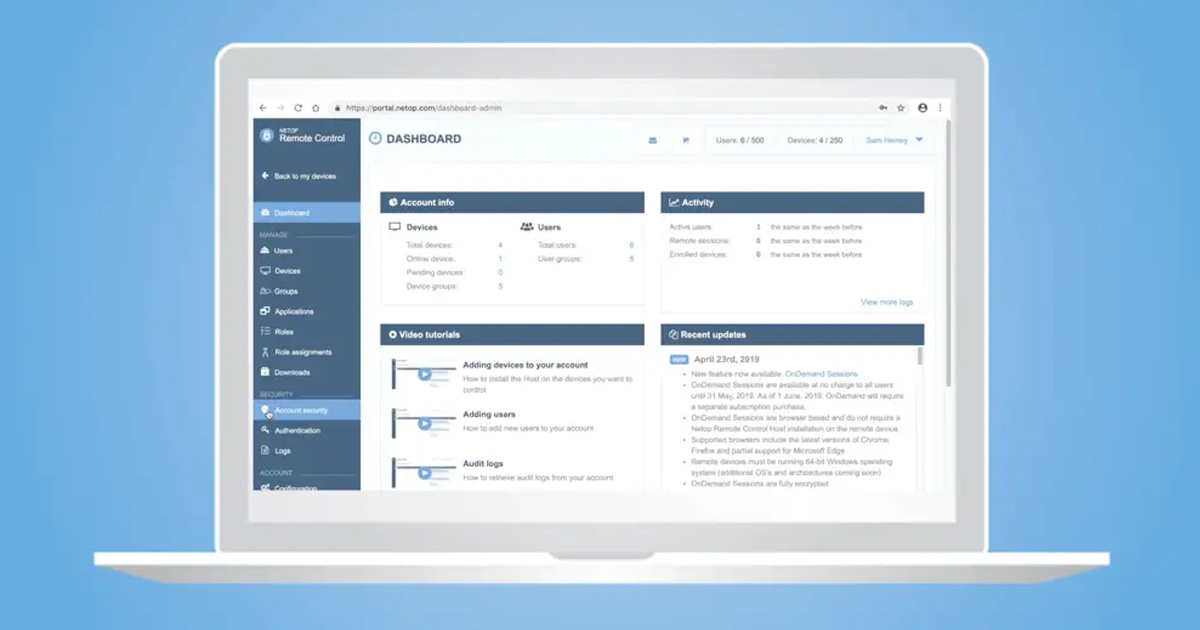 https://portal.netop.com/dashboard-admin
NETOP
Remote Control
DASHBOARD
Users: 6 / 500
Devices: 4 / 250
Back to my devices
Dashboard
MANAGE
Users
Devices
Groups
Applications
Roles
Role assignments
Downloads
SECURITY
Account security
Authentication
Logs
ACCOUNT
Configuration
Account info
Devices
Total devices: 4
Online device: 1
Pending devices: 0
Device groups: 5
Users
Total users: 6
User groups: 5
Activity
Active users: 1 the same as the week before
Remote sessions: 0 the same as the week before
Enrolled devices: 0 the same as the week before
View more logs
Video tutorials
Adding devices to your account
How to install the Host on the devices you want to
control
Adding users
How to add new users to your account
Audit logs
How to retrieve audit logs from your account
Recent updates
NEW April 23rd, 2019
New feature now available. OnDemand Sessions
OnDemand Sessions are available at no charge to all users
until 31 May, 2019. As of 1 June, 2019, OnDemand will require
a separate subscription purchase.
OnDemand Sessions are browser based and do not require a
Netop Remote Control Host installation on the remote device.
Supported browsers include the latest versions of Chrome,
Firefox and partial support for Microsoft Edge
Remote devices must be running 64-bit Windows operating
system (additional OS's and architectures coming soon)
OnDemand Sessions are fully encrypted